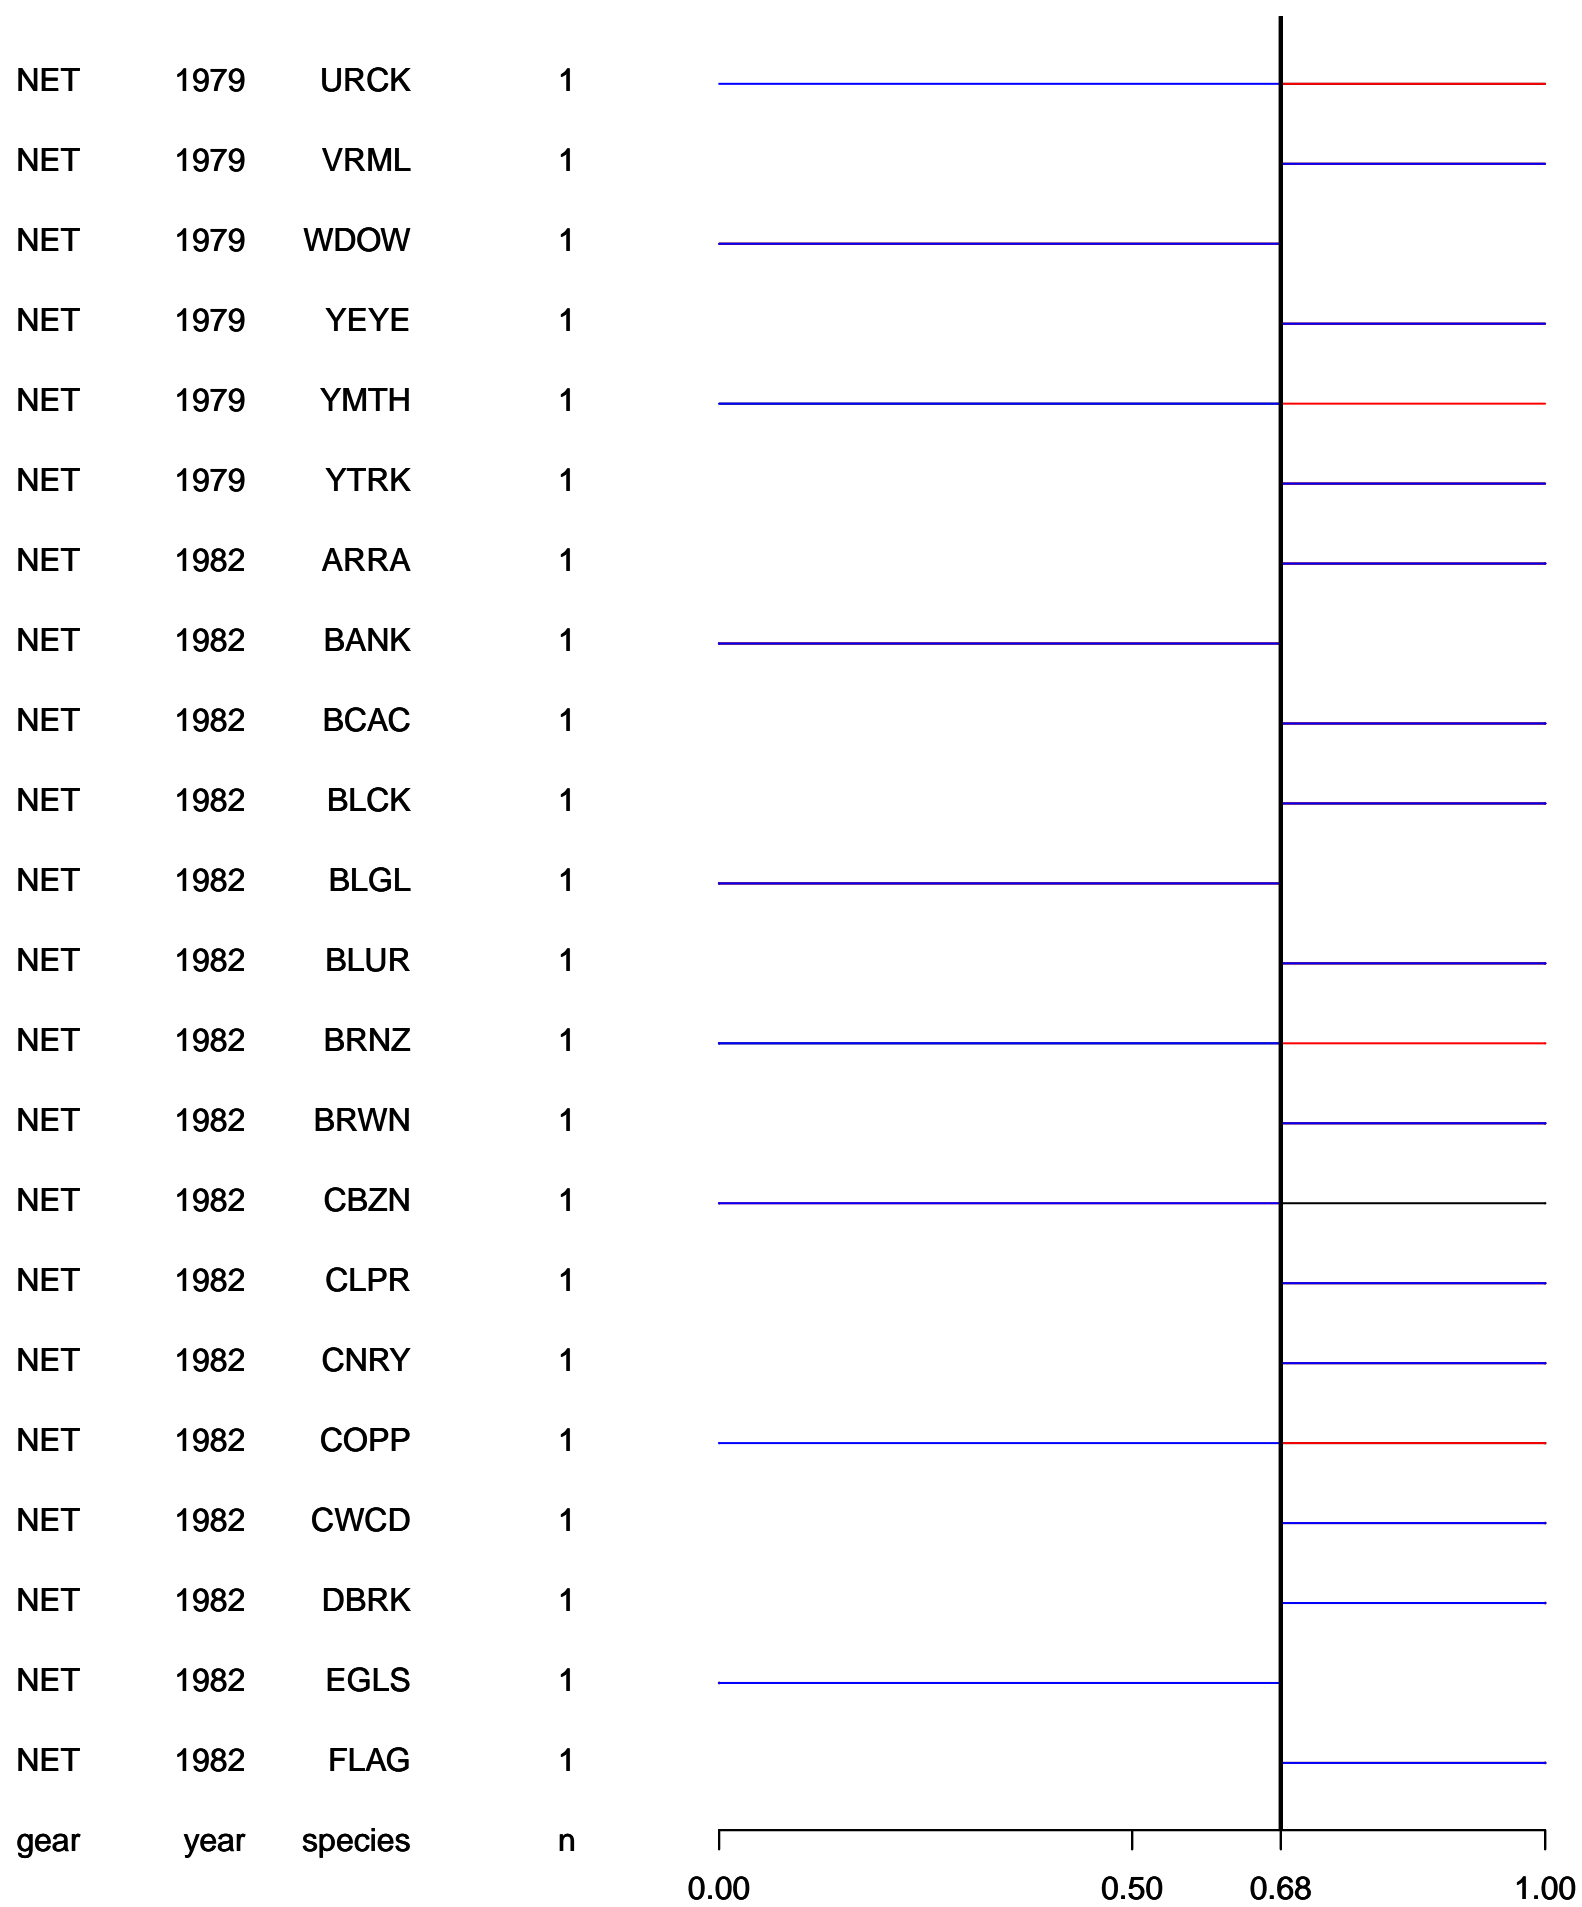 NET 1979 URCK 1
NET 1979 VRML 1
NET 1979 WDOW 1
NET 1979 YEYE 1
NET 1979 YMTH 1
NET 1979 YTRK 1
NET 1982 ARRA 1
NET 1982 BANK 1
NET 1982 BCAC 1
NET 1982 BLCK 1
NET 1982 BLGL 1
NET 1982 BLUR 1
NET 1982 BRNZ 1
NET 1982 BRWN 1
NET 1982 CBZN 1
NET 1982 CLPR 1
NET 1982 CNRY 1
NET 1982 COPP 1
NET 1982 CWCD 1
NET 1982 DBRK 1
NET 1982 EGLS 1
NET 1982 FLAG 1
gear year species n
0.00 0.50 0.68 1.00